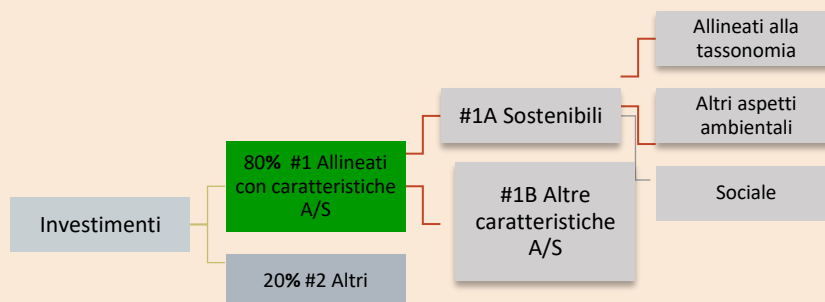 Investimenti
80% #1 Allineati
con caratteristiche
A/S
20% #2 Altri
#1A Sostenibili
#1B Altre
caratteristiche
A/S
Allineati alla
tassonomia
Altri aspetti
ambientali
Sociale